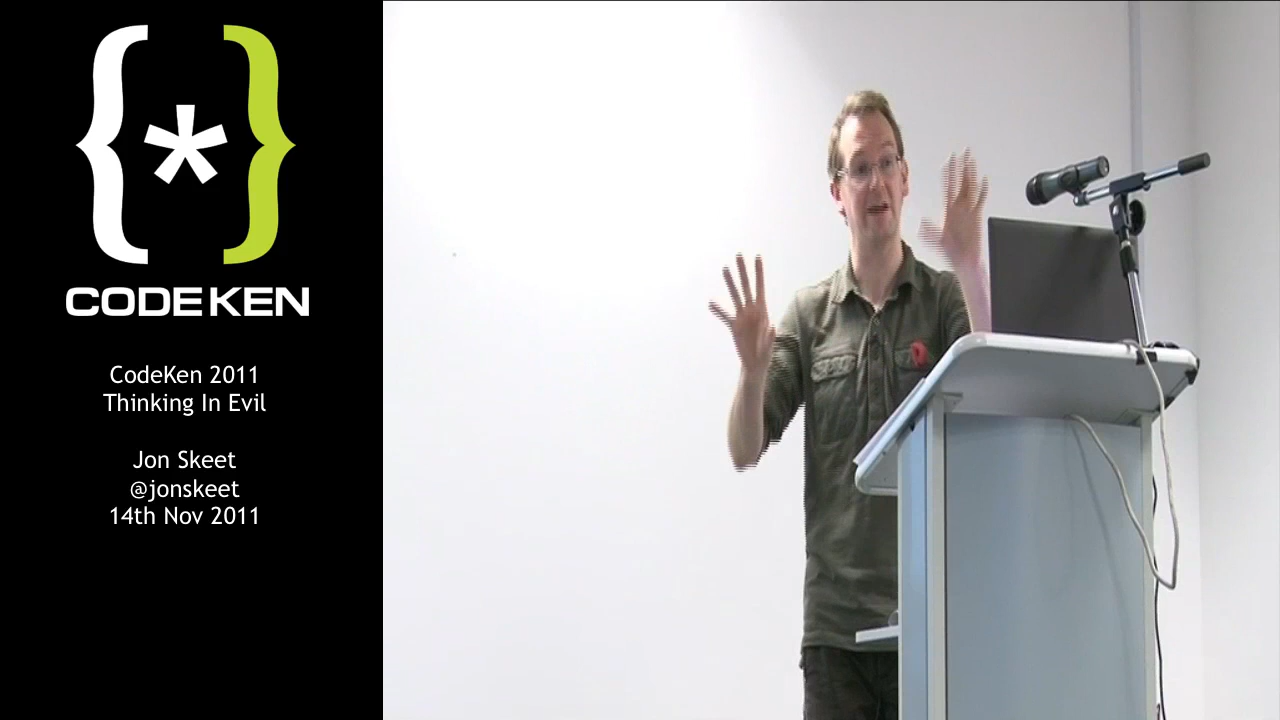 {*}
CODEKEN
CodeKen 2011
Thinking In Evil
Jon Skeet
@jonskeet
14th Nov 2011